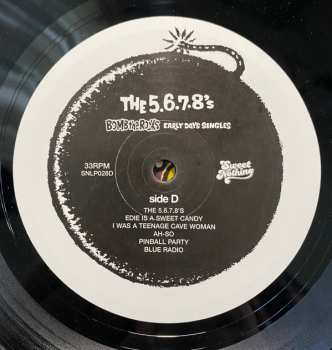 THE 5.6.7.8's
BOMB THE ROCKS EARLY DAYS SINGLES
33RPM
SNLP026D
Sweet
Nothing
side D
THE 5.6.7.8'S
EDIE IS A SWEET CANDY
I WAS A TEENAGE CAVE WOMAN
AH-SO
PINBALL PARTY
BLUE RADIO